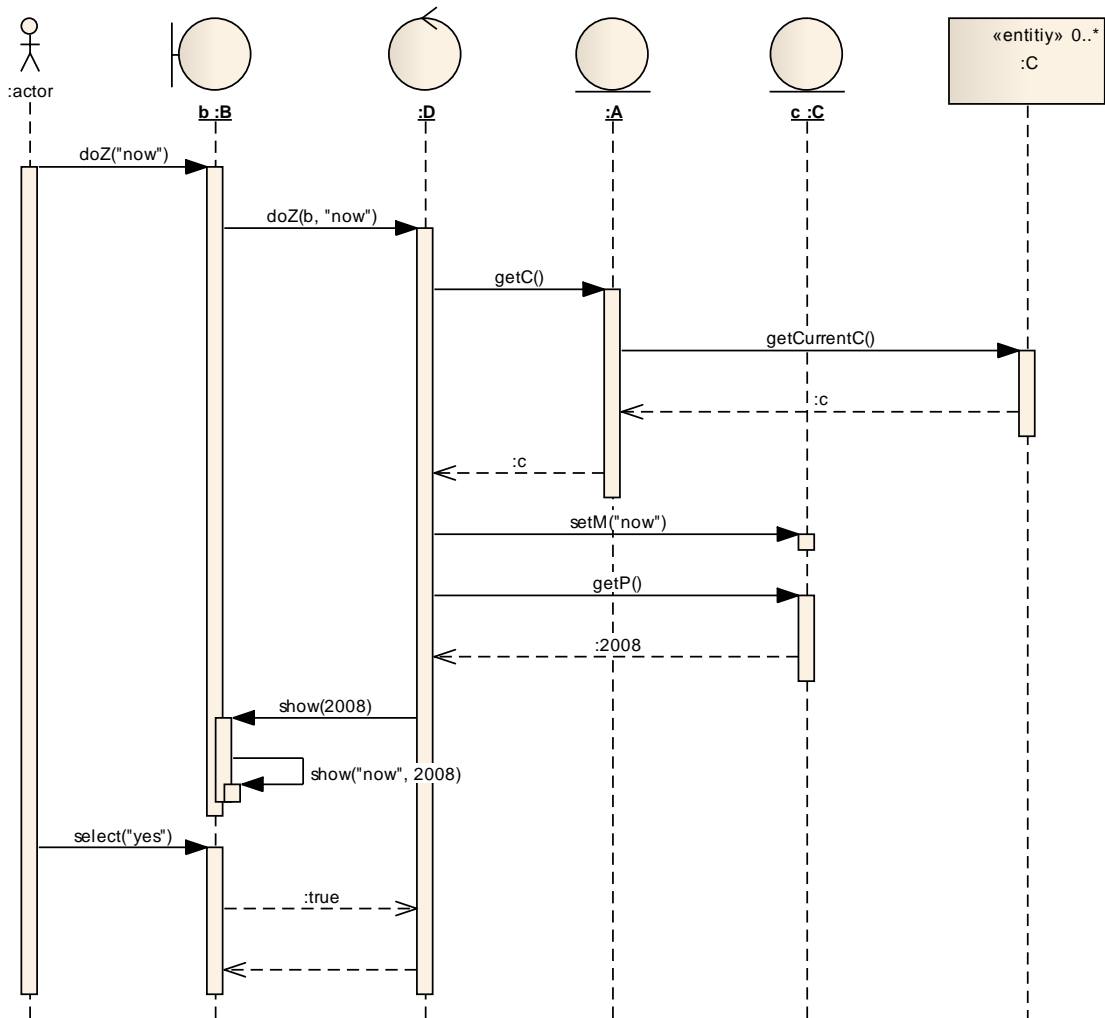 «entitiy» 0..*
:C
:actor
b :B
:D
:A
c :C
doZ("now")
doZ(b, "now")
getC()
getCurrentC()
:c
:c
setM("now")
getP()
:2008
show(2008)
show("now", 2008)
select("yes")
:true